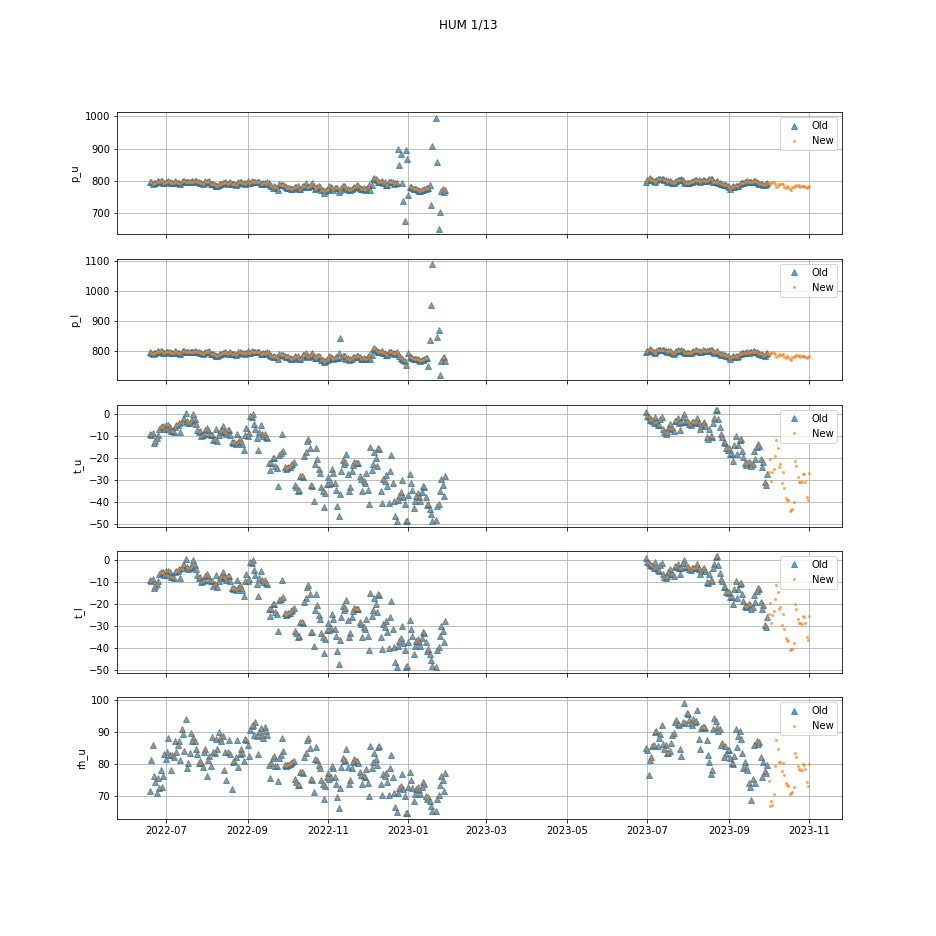 HUM 1/13
1000
900
800
700
p_u
Old
New
1100
1000
900
800
p_l
Old
New
0
−10
−20
−30
−40
−50
t_u
Old
New
0
−10
−20
−30
−40
−50
t_l
Old
New
100
90
80
70
rh_u
Old
New
2022-07
2022-09
2022-11
2023-01
2023-03
2023-05
2023-07
2023-09
2023-11